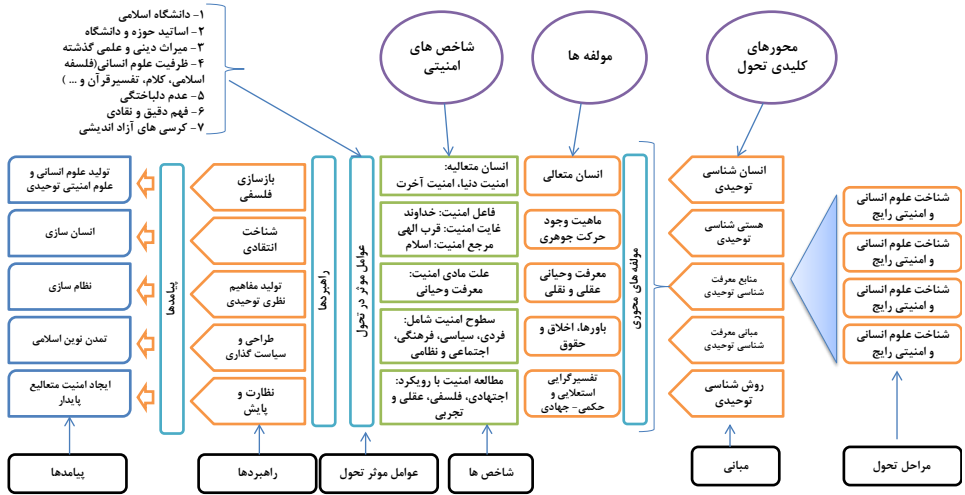 ۱- دانشگاه اسلامی
۲- اساتید حوزه و دانشگاه
۳- میراث دینی و علمی گذشته
۴- ظرفیت علوم انسانی(فلسفه
اسلامی، کلام، تفسیرقرآن و ... )
۵- عدم دلباختگی
۶- فهم دقیق و نقادی
۷- کرسی های آزاد اندیشی
محورهای
کلیدی تحول
مولفه ها
شاخص های
امنیتی
شناخت علوم انسانی
و امنیتی رایج
شناخت علوم انسانی
و امنیتی رایج
شناخت علوم انسانی
و امنیتی رایج
شناخت علوم انسانی
و امنیتی رایج
انسان شناسی
توحیدی
هستی شناسی
توحیدی
منابع معرفت
شناسی توحیدی
مبانی معرفت
شناسی توحیدی
روش شناسی
توحیدی
مولفه های محوری
انسان متعالی
ماهیت وجود
حرکت جوهری
معرفت وحیانی
عقلی و نقلی
باورها، اخلاق و
حقوق
تفسیرگرایی
استعلایی و
حکمی- جهادی
انسان متعالیه:
امنیت دنیا، امنیت آخرت
فاعل امنیت: خداوند
غایت امنیت: قرب الهی
مرجع امنیت: اسلام
علت مادی امنیت:
معرفت وحیانی
سطوح امنیت شامل:
فردی، سیاسی، فرهنگی،
اجتماعی و نظامی
مطالعه امنیت با رویکرد:
اجتهادی، فلسفی، عقلی و
تجربی
عوامل موثر در تحول
راهبردها
بازسازی
فلسفی
شناخت
انتقادی
تولید مفاهیم
نظری توحیدی
طراحی و
سیاست گذاری
نظارت و
پایش
پیامدها
تولید علوم انسانی و
علوم امنیتی توحیدی
انسان سازی
نظام سازی
تمدن نوین اسلامی
ایجاد امنیت متعالیع
پایدار
مراحل تحول
مبانی
شاخص ها
عوامل موثر تحول
راهبردها
پیامدها